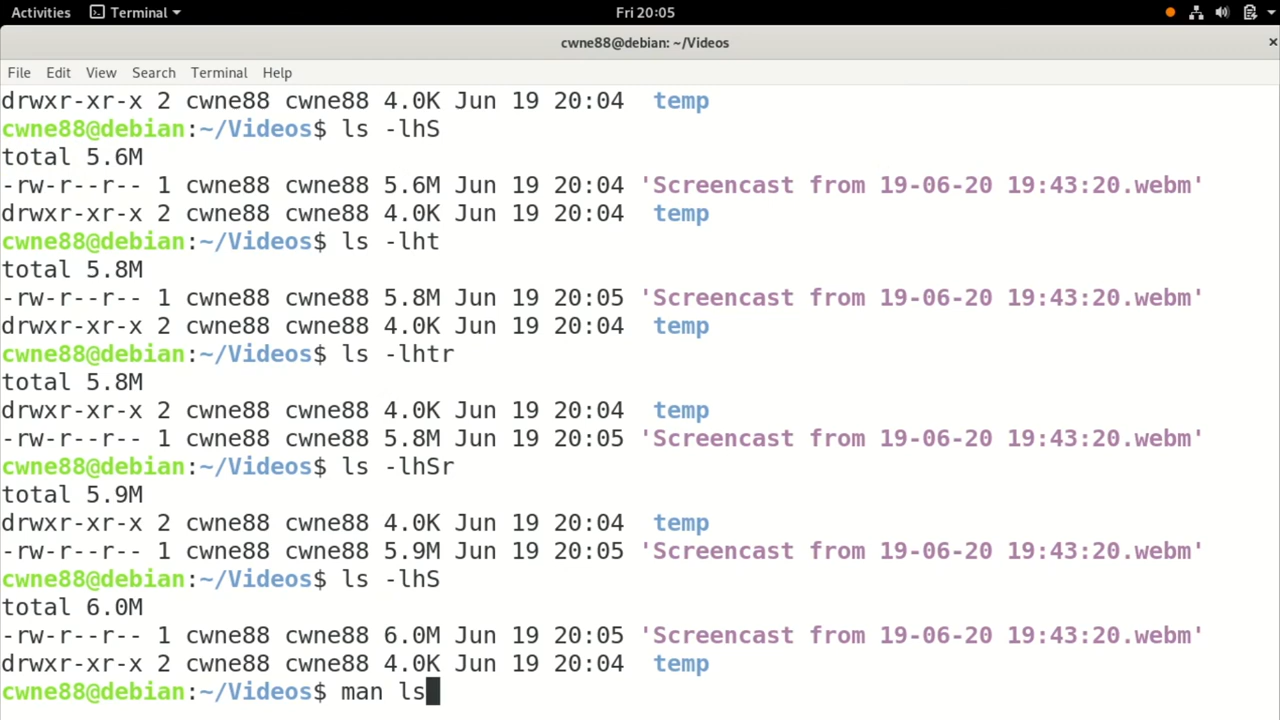 Activities Terminal Fri 20:05
cwne88@debian: ~/Videos ×
File Edit View Search Terminal Help
drwxr-xr-x 2 cwne88 cwne88 4.0K Jun 19 20:04  temp
cwne88@debian:~/Videos$ ls -lhS
total 5.6M
-rw-r--r-- 1 cwne88 cwne88 5.6M Jun 19 20:04 'Screencast from 19-06-20 19:43:20.webm'
drwxr-xr-x 2 cwne88 cwne88 4.0K Jun 19 20:04  temp
cwne88@debian:~/Videos$ ls -lht
total 5.8M
-rw-r--r-- 1 cwne88 cwne88 5.8M Jun 19 20:05 'Screencast from 19-06-20 19:43:20.webm'
drwxr-xr-x 2 cwne88 cwne88 4.0K Jun 19 20:04  temp
cwne88@debian:~/Videos$ ls -lhtr
total 5.8M
drwxr-xr-x 2 cwne88 cwne88 4.0K Jun 19 20:04  temp
-rw-r--r-- 1 cwne88 cwne88 5.8M Jun 19 20:05 'Screencast from 19-06-20 19:43:20.webm'
cwne88@debian:~/Videos$ ls -lhSr
total 5.9M
drwxr-xr-x 2 cwne88 cwne88 4.0K Jun 19 20:04  temp
-rw-r--r-- 1 cwne88 cwne88 5.9M Jun 19 20:05 'Screencast from 19-06-20 19:43:20.webm'
cwne88@debian:~/Videos$ ls -lhS
total 6.0M
-rw-r--r-- 1 cwne88 cwne88 6.0M Jun 19 20:05 'Screencast from 19-06-20 19:43:20.webm'
drwxr-xr-x 2 cwne88 cwne88 4.0K Jun 19 20:04  temp
cwne88@debian:~/Videos$ man ls